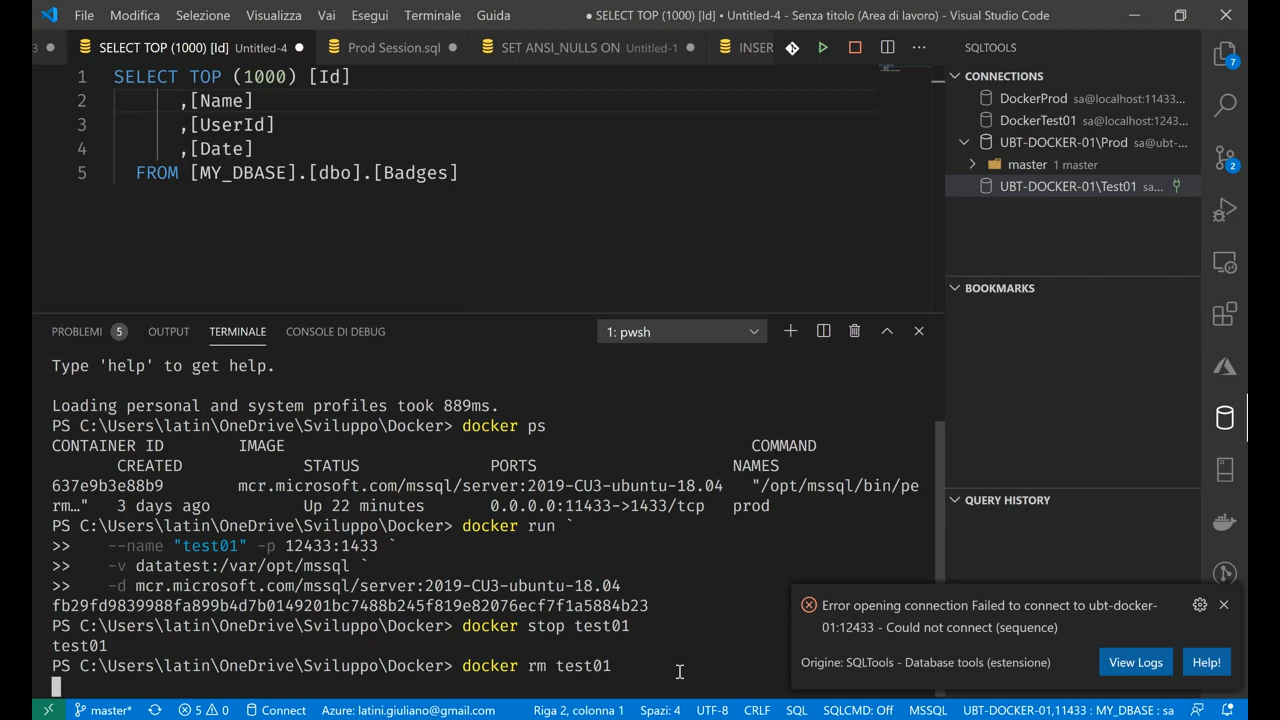 File Modifica Selezione Visualizza Vai Esegui Terminale Guida ● SELECT TOP (1000) [Id] • Untitled-4 - Senza titolo (Area di lavoro) - Visual Studio Code
3 SELECT TOP (1000) [Id] Untitled-4 Prod Session.sql SET ANSI_NULLS ON Untitled-1 INSER SQLTOOLS
1 SELECT TOP (1000) [Id]
2 ,[Name]
3 ,[UserId]
4 ,[Date]
5 FROM [MY_DBASE].[dbo].[Badges]
CONNECTIONS
DockerProd sa@localhost:11433...
DockerTest01 sa@localhost:1243...
UBT-DOCKER-01\Prod sa@ubt-...
master 1 master
UBT-DOCKER-01\Test01 sa...
BOOKMARKS
QUERY HISTORY
7
2
PROBLEMI 5 OUTPUT TERMINALE CONSOLE DI DEBUG 1: pwsh
Type 'help' to get help.
Loading personal and system profiles took 889ms.
PS C:\Users\latin\OneDrive\Sviluppo\Docker> docker ps
CONTAINER ID IMAGE COMMAND
CREATED STATUS PORTS NAMES
637e9b3e88b9 mcr.microsoft.com/mssql/server:2019-CU3-ubuntu-18.04 "/opt/mssql/bin/pe
rm…" 3 days ago Up 22 minutes 0.0.0.0:11433->1433/tcp prod
PS C:\Users\latin\OneDrive\Sviluppo\Docker> docker run `
>> --name "test01" -p 12433:1433 `
>> -v datatest:/var/opt/mssql `
>> -d mcr.microsoft.com/mssql/server:2019-CU3-ubuntu-18.04
fb29fd9839988fa899b4d7b0149201bc7488b245f819e82076ecf7f1a5884b23
PS C:\Users\latin\OneDrive\Sviluppo\Docker> docker stop test01
test01
PS C:\Users\latin\OneDrive\Sviluppo\Docker> docker rm test01
Error opening connection Failed to connect to ubt-docker-
01:12433 - Could not connect (sequence)
Origine: SQLTools - Database tools (estensione) View Logs Help!
master* 5 0 Connect Azure: latini.giuliano@gmail.com Riga 2, colonna 1 Spazi: 4 UTF-8 CRLF SQL SQLCMD: Off MSSQL UBT-DOCKER-01,11433 : MY_DBASE : sa